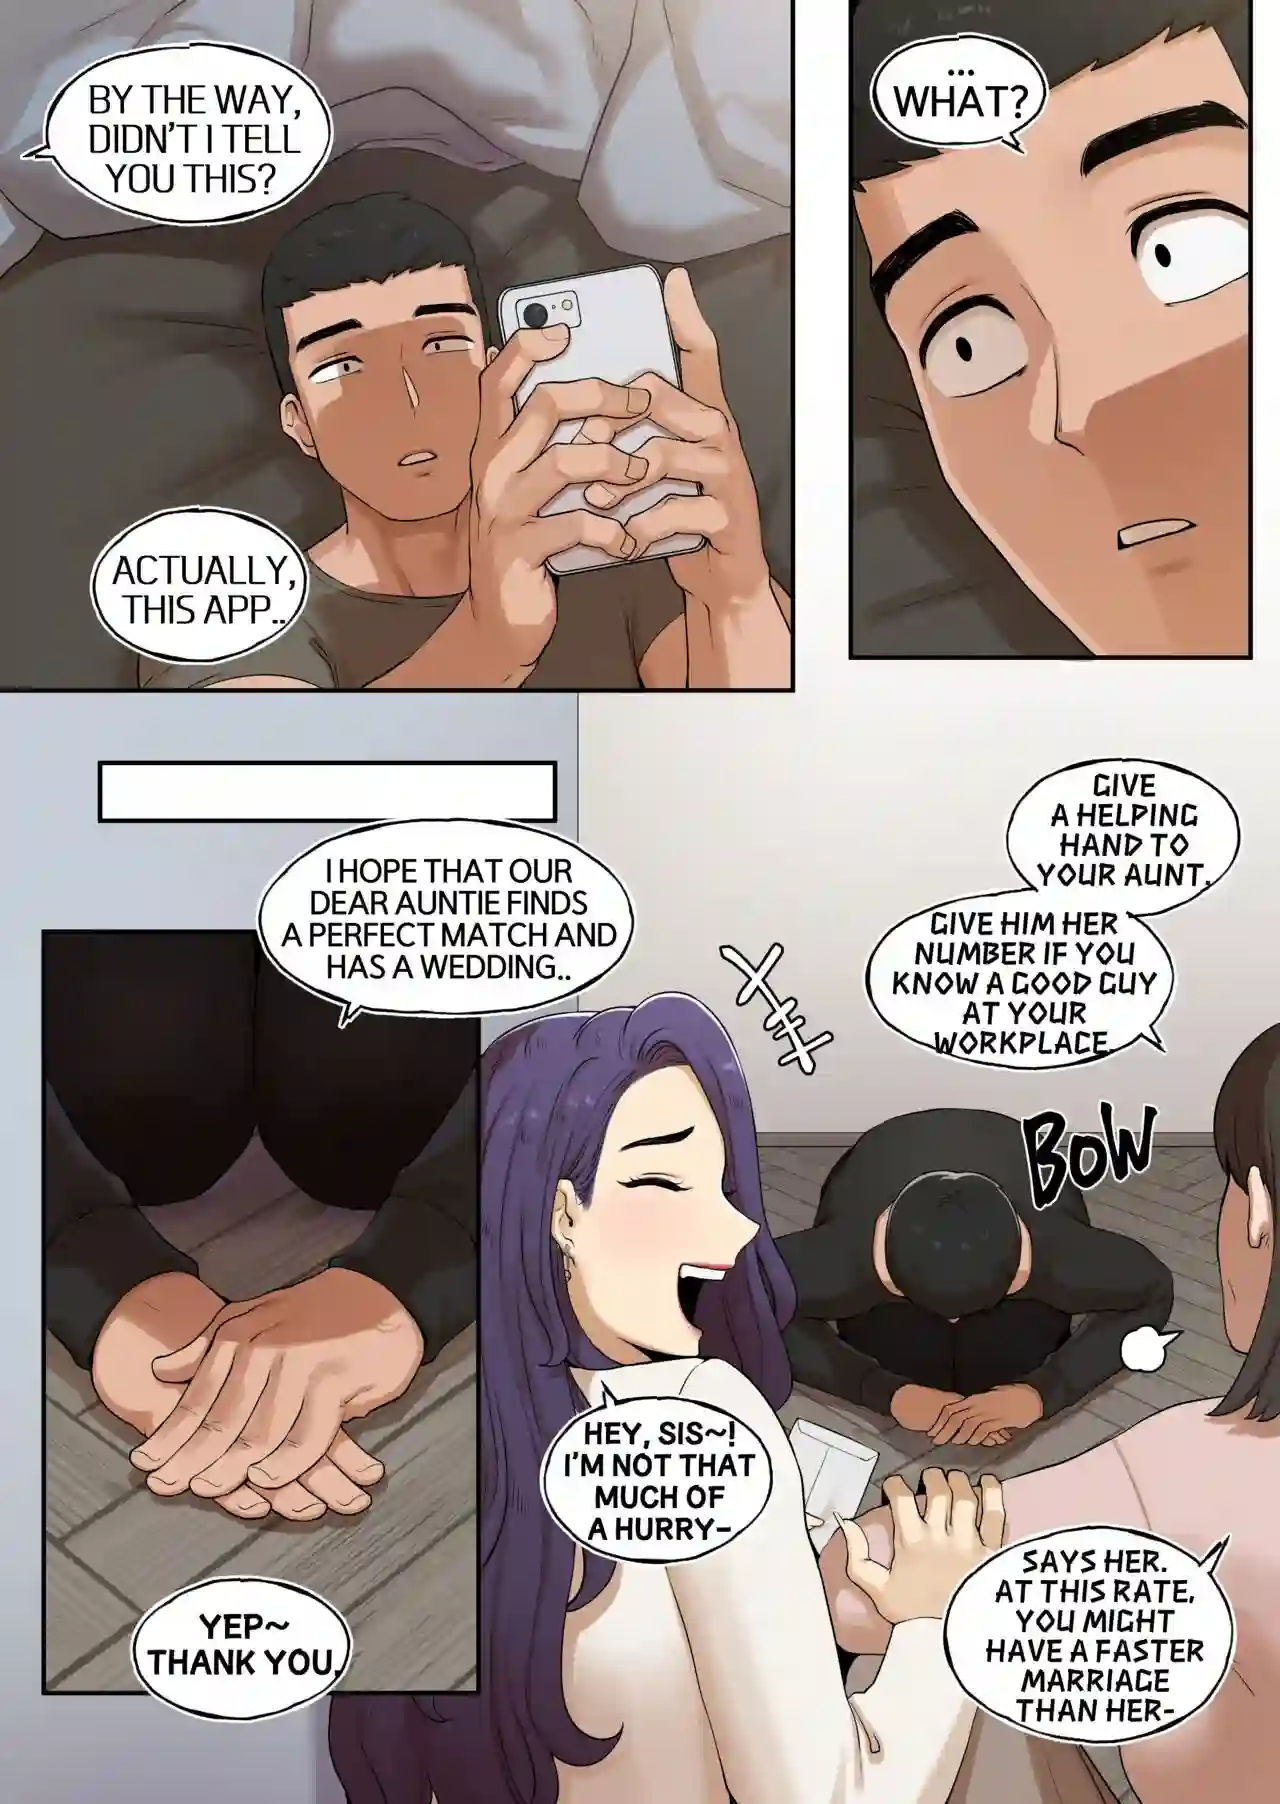 BY THE WAY,
DIDN'T I TELL
YOU THIS?
ACTUALLY,
THIS APP..
...
WHAT?
I HOPE THAT OUR
DEAR AUNTIE FINDS
A PERFECT MATCH AND
HAS A WEDDING..
GIVE
A HELPING
HAND TO
YOUR AUNT.
GIVE HIM HER
NUMBER IF YOU
KNOW A GOOD GUY
AT YOUR
WORKPLACE.
BOW
YEP~
THANK YOU.
HEY, SIS~!
I'M NOT THAT
MUCH OF
A HURRY-
SAYS HER.
AT THIS RATE,
YOU MIGHT
HAVE A FASTER
MARRIAGE
THAN HER-